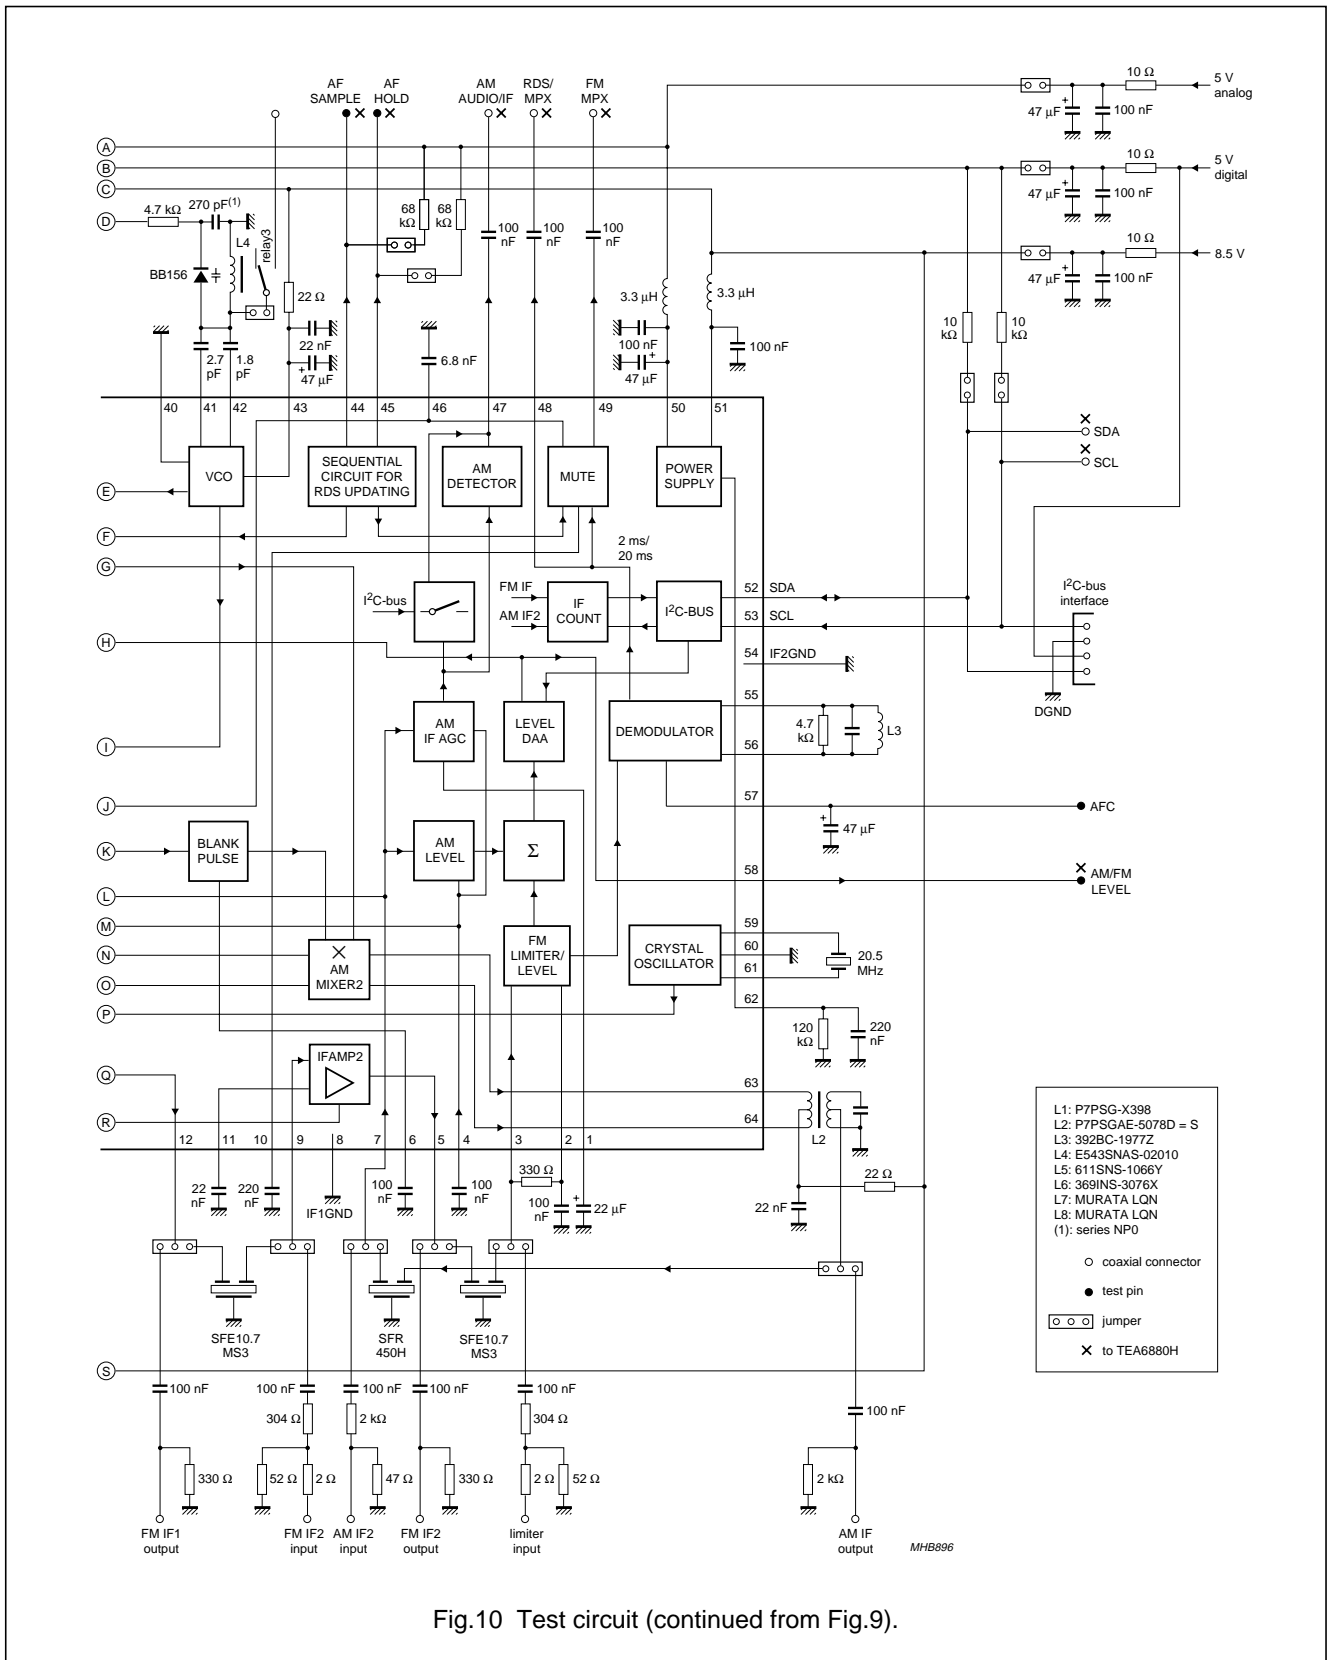 AF
SAMPLE
AF
HOLD
AM
AUDIO/IF
RDS/
MPX
FM
MPX
10 Ω
5 V
analog
47 μF
100 nF
A
B
C
D
10 Ω
5 V
digital
47 μF
100 nF
4.7 kΩ
270 pF(1)
L4
relay3
BB156
68
kΩ
68
kΩ
100
nF
100
nF
100
nF
10 Ω
8.5 V
47 μF
100 nF
22 Ω
3.3 μH
3.3 μH
10
kΩ
10
kΩ
2.7
pF
1.8
pF
22 nF
47 μF
6.8 nF
100 nF
47 μF
100 nF
40
41
42
43
44
45
46
47
48
49
50
51
SDA
SCL
VCO
SEQUENTIAL
CIRCUIT FOR
RDS UPDATING
AM
DETECTOR
MUTE
POWER
SUPPLY
E
F
G
H
2 ms/
20 ms
I2C-bus
FM IF
AM IF2
IF
COUNT
I2C-BUS
52
SDA
53
SCL
54
IF2GND
I2C-bus
interface
DGND
55
56
4.7
kΩ
L3
AM
IF AGC
LEVEL
DAA
DEMODULATOR
I
J
57
AFC
47 μF
K
BLANK
PULSE
AM
LEVEL
Σ
58
AM/FM
LEVEL
L
M
N
O
P
AM
MIXER2
FM
LIMITER/
LEVEL
CRYSTAL
OSCILLATOR
59
60
61
62
20.5
MHz
120
kΩ
220
nF
Q
R
IFAMP2
63
64
L2
12
11
10
9
8
7
6
5
4
3
2
1
22
nF
220
nF
IF1GND
100
nF
100
nF
330 Ω
100
nF
22 μF
22 nF
22 Ω
L1: P7PSG-X398
L2: P7PSGAE-5078D = S
L3: 392BC-1977Z
L4: E543SNAS-02010
L5: 611SNS-1066Y
L6: 369INS-3076X
L7: MURATA LQN
L8: MURATA LQN
(1): series NP0
coaxial connector
test pin
jumper
to TEA6880H
SFE10.7
MS3
SFR
450H
SFE10.7
MS3
S
100 nF
100 nF
100 nF
100 nF
100 nF
100 nF
304 Ω
2 kΩ
304 Ω
330 Ω
52 Ω
2 Ω
47 Ω
330 Ω
2 Ω
52 Ω
2 kΩ
FM IF1
output
FM IF2
input
AM IF2
input
FM IF2
output
limiter
input
AM IF
output
MHB896
Fig.10 Test circuit (continued from Fig.9).